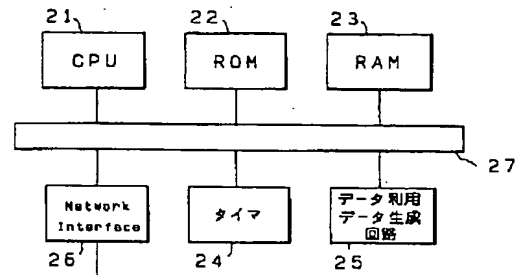 21
22
23
CPU
ROM
RAM
27
Network
Interface
タイマ
データ利用
データ生成
回路
26
24
25